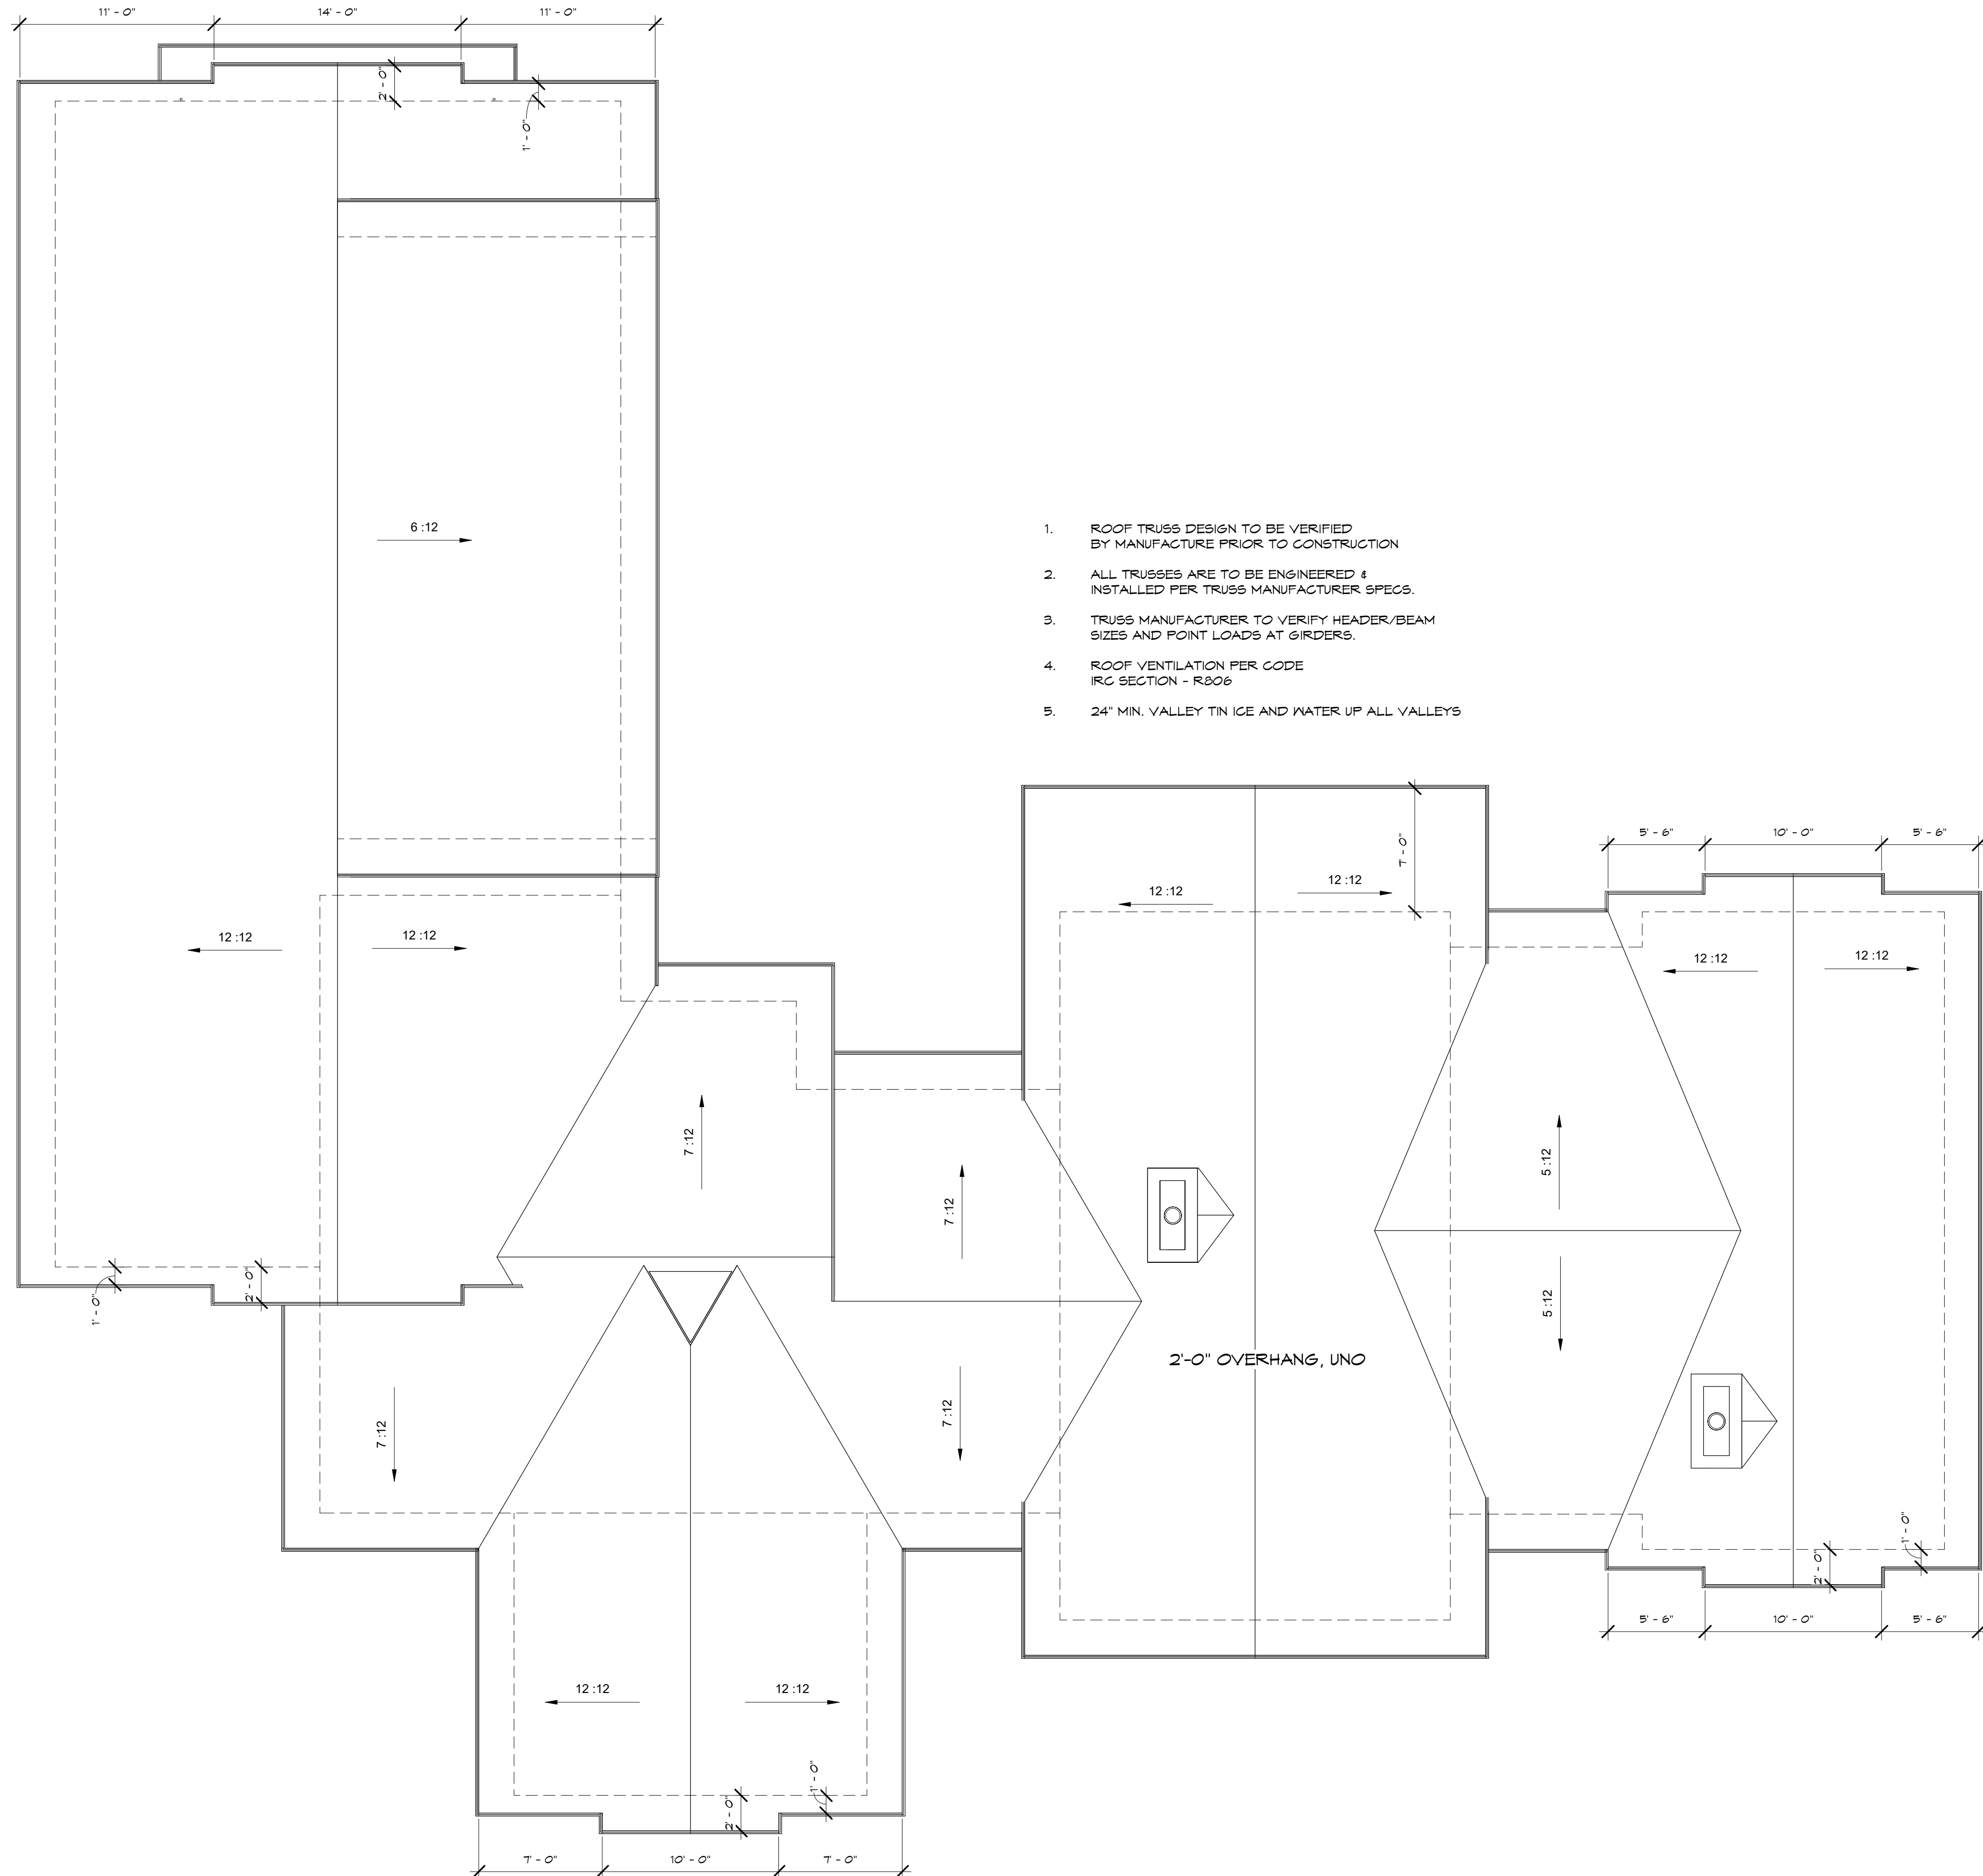 11' - 0" 14' - 0" 11' - 0"
2' - 0"
1' - 0"
6 :12
1. ROOF TRUSS DESIGN TO BE VERIFIED
BY MANUFACTURE PRIOR TO CONSTRUCTION
2. ALL TRUSSES ARE TO BE ENGINEERED &
INSTALLED PER TRUSS MANUFACTURER SPECS.
3. TRUSS MANUFACTURER TO VERIFY HEADER/BEAM
SIZES AND POINT LOADS AT GIRDERS.
4. ROOF VENTILATION PER CODE
IRC SECTION - R806
5. 24" MIN. VALLEY TIN ICE AND WATER UP ALL VALLEYS
7' - 0"
5' - 6" 10' - 0" 5' - 6"
12 :12 12 :12
12 :12 12 :12
12 :12 12 :12
7 :12
7 :12
5 :12
1' - 0"
2' - 0"
5 :12
2'-0" OVERHANG, UNO
7 :12
7 :12
1' - 0"
2' - 0"
5' - 6" 10' - 0" 5' - 6"
12 :12 12 :12
1' - 0"
2' - 0"
7' - 0" 10' - 0" 7' - 0"